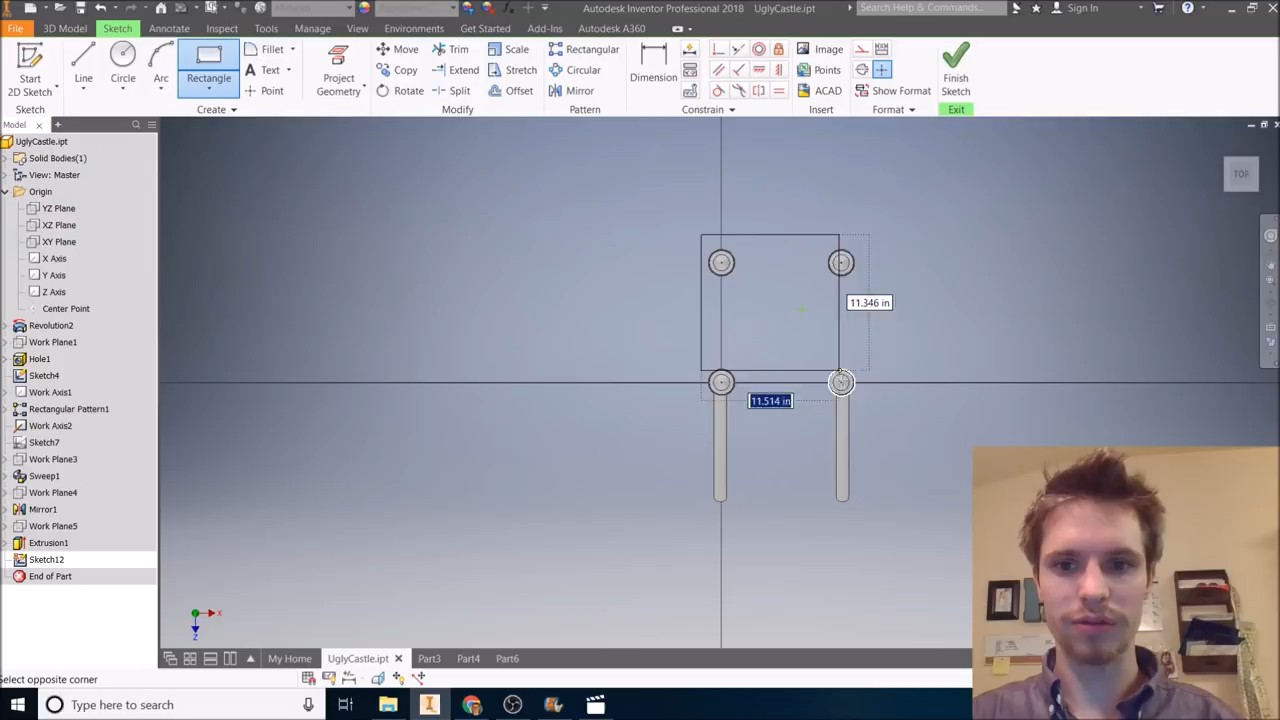 Autodesk Inventor Professional 2018 UglyCastle.ipt
Search Help & Commands...
Sign In
File
3D Model
Sketch
Annotate
Inspect
Tools
Manage
View
Environments
Get Started
Add-Ins
Autodesk A360
Start
2D Sketch
Line
Circle
Arc
Rectangle
Fillet
Text
Point
Project
Geometry
Move
Copy
Rotate
Trim
Extend
Split
Scale
Stretch
Offset
Rectangular
Circular
Mirror
Dimension
Image
Points
ACAD
Show Format
Finish
Sketch
Sketch
Create
Modify
Pattern
Constrain
Insert
Format
Exit
Model
UglyCastle.ipt
Solid Bodies(1)
View: Master
Origin
YZ Plane
XZ Plane
XY Plane
X Axis
Y Axis
Z Axis
Center Point
Revolution2
Work Plane1
Hole1
Sketch4
Work Axis1
Rectangular Pattern1
Work Axis2
Sketch7
Work Plane3
Sweep1
Work Plane4
Mirror1
Work Plane5
Extrusion1
Sketch12
End of Part
TOP
11.346 in
11.514 in
X
Z
My Home
UglyCastle.ipt
Part3
Part4
Part6
Select opposite corner
Type here to search